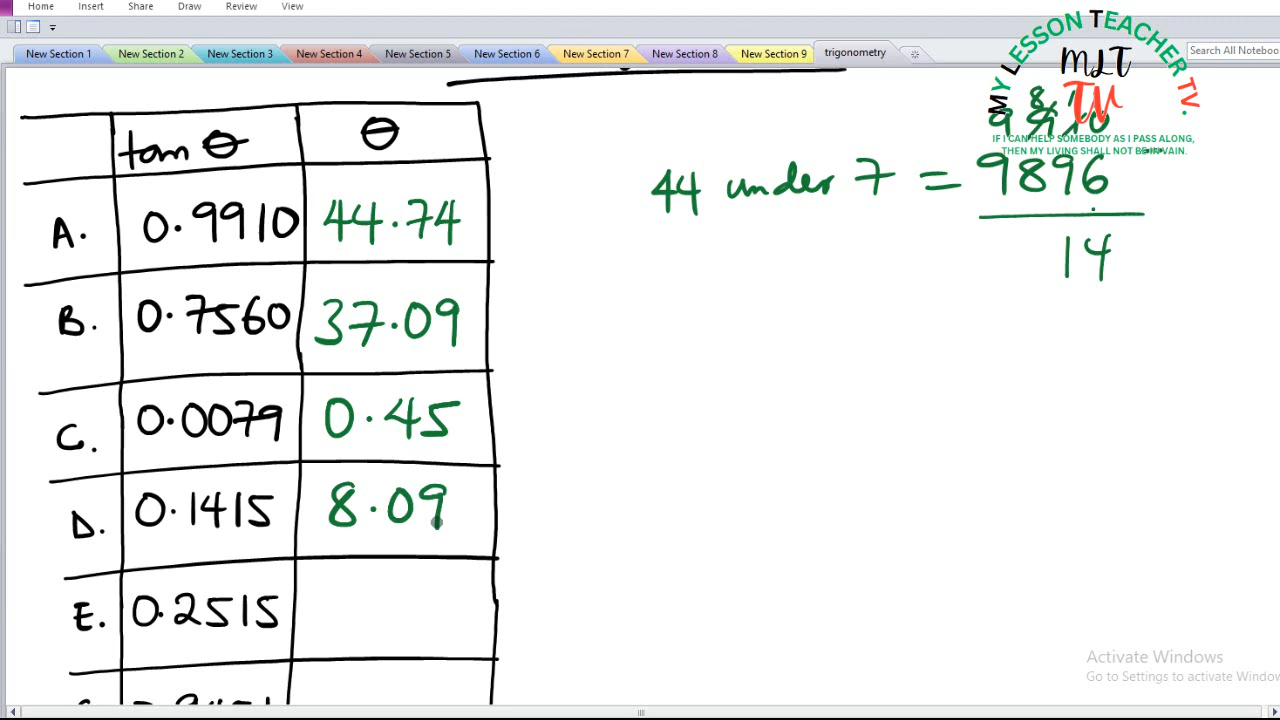 Home Insert Share Draw Review View
New Section 1 New Section 2 New Section 3 New Section 4 New Section 5 New Section 6 New Section 7 New Section 8 New Section 9 trigonometry
Search All Notebo
MY LESSON TEACHER TV.
MLT
TV
IF I CAN HELP SOMEBODY AS I PASS ALONG,
THEN MY LIVING SHALL NOT BE IN VAIN.
tan θ θ
A. 0.9910 44.74
B. 0.7560 37.09
C. 0.0079 0.45
D. 0.1415 8.09
E. 0.2515
44 under 7 = 9896
14
Activate Windows
Go to Settings to activate Window